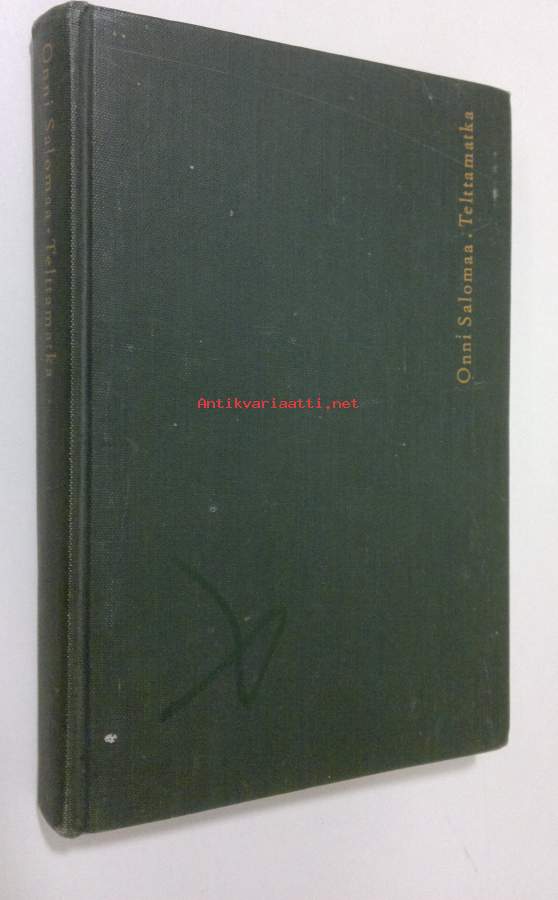 Onni Salomaa · Telttamatka
Onni Salomaa · Telttamatka
Antikvariaatti.net